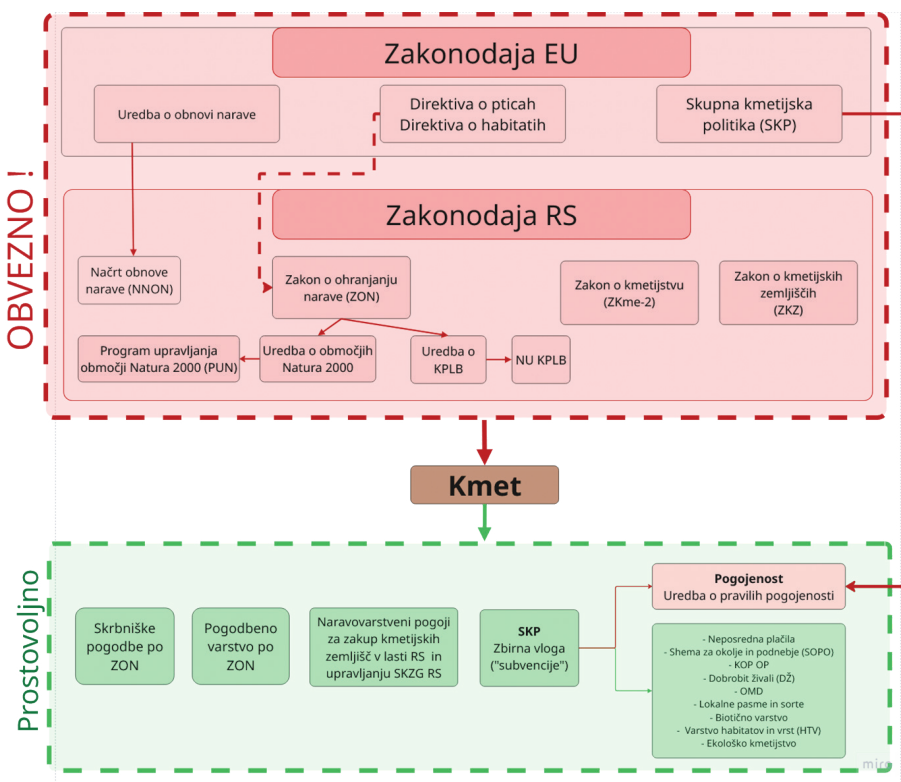 OBVEZNO !
Zakonodaja EU
Uredba o obnovi narave
Direktiva o pticah
Direktiva o habitatih
Skupna kmetijska
politika (SKP)
Zakonodaja RS
Načrt obnove
narave (NNON)
Zakon o ohranjanju
narave (ZON)
Zakon o kmetijstvu
(ZKme-2)
Zakon o kmetijskih
zemljiščih
(ZKZ)
Program upravljanja
območji Natura 2000 (PUN)
Uredba o območjih
Natura 2000
Uredba o
KPLB
NU KPLB
Kmet
Prostovoljno
Skrbniške
pogodbe po
ZON
Pogodbeno
varstvo po
ZON
Naravovarstveni pogoji
za zakup kmetijskih
zemljišč v lasti RS in
upravljanju SKZG RS
SKP
Zbirna vloga
("subvencije")
Pogojenost
Uredba o pravilih pogojenosti
- Neposredna plačila
- Shema za okolje in podnebje (SOPO)
- KOP OP
- Dobrobit živali (DŽ)
- OMD
- Lokalne pasme in sorte
- Biotično varstvo
- Varstvo habitatov in vrst (HTV)
- Ekološko kmetijstvo
miro